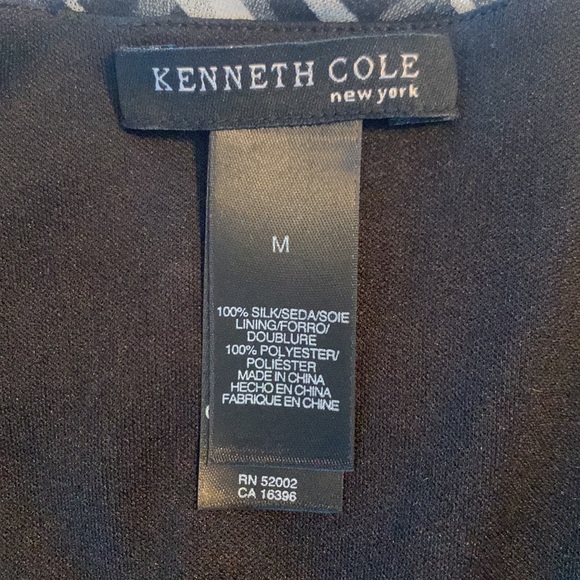 KENNETH COLE
new york
M
100% SILK/SEDA/SOIE
LINING/FORRO/
DOUBLURE
100% POLYESTER/
POLIÉSTER
MADE IN CHINA
HECHO EN CHINA
FABRIQUE EN CHINE
RN 52002
CA 16396